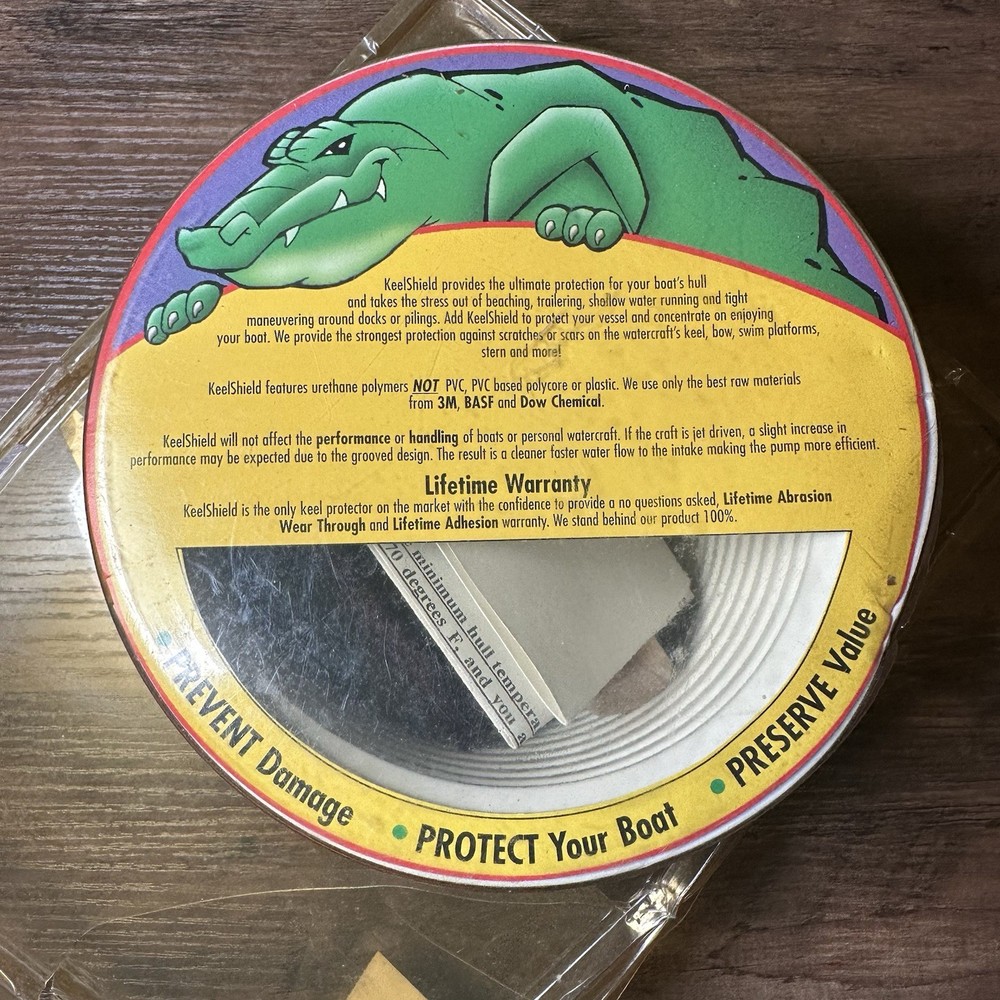 KeelShield provides the ultimate protection for your boat's hull
and takes the stress out of beaching, trailering, shallow water running and tight
maneuvering around docks or pilings. Add KeelShield to protect your vessel and concentrate on enjoying
your boat. We provide the strongest protection against scratches or scars on the watercraft's keel, bow, swim platforms,
stern and more!
KeelShield features urethane polymers NOT PVC, PVC based polycore or plastic. We use only the best raw materials
from 3M, BASF and Dow Chemical.
KeelShield will not affect the performance or handling of boats or personal watercraft. If the craft is jet driven, a slight increase in
performance may be expected due to the grooved design. The result is a cleaner faster water flow to the intake making the pump more efficient.
Lifetime Warranty
KeelShield is the only keel protector on the market with the confidence to provide a no questions asked, Lifetime Abrasion
Wear Through and Lifetime Adhesion warranty. We stand behind our product 100%.
minimum hull tempera
70 degrees F. and you a
• PREVENT Damage • PROTECT Your Boat • PRESERVE Value